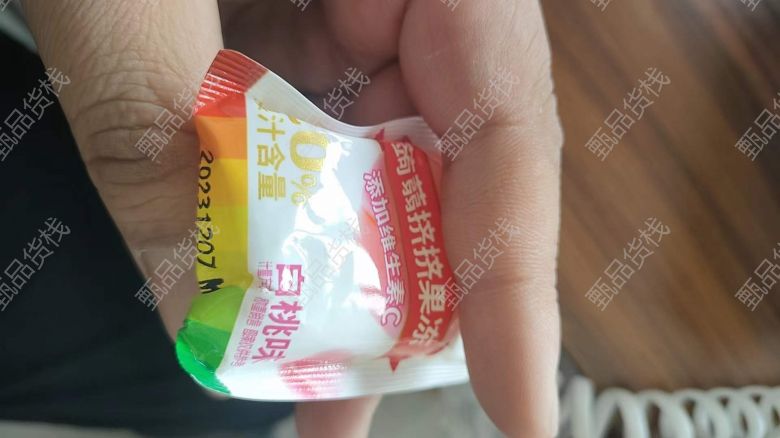 蒟蒻挤挤果冻
添加维生素C
20%
汁含量
白桃味
20231207 M
甄品货栈